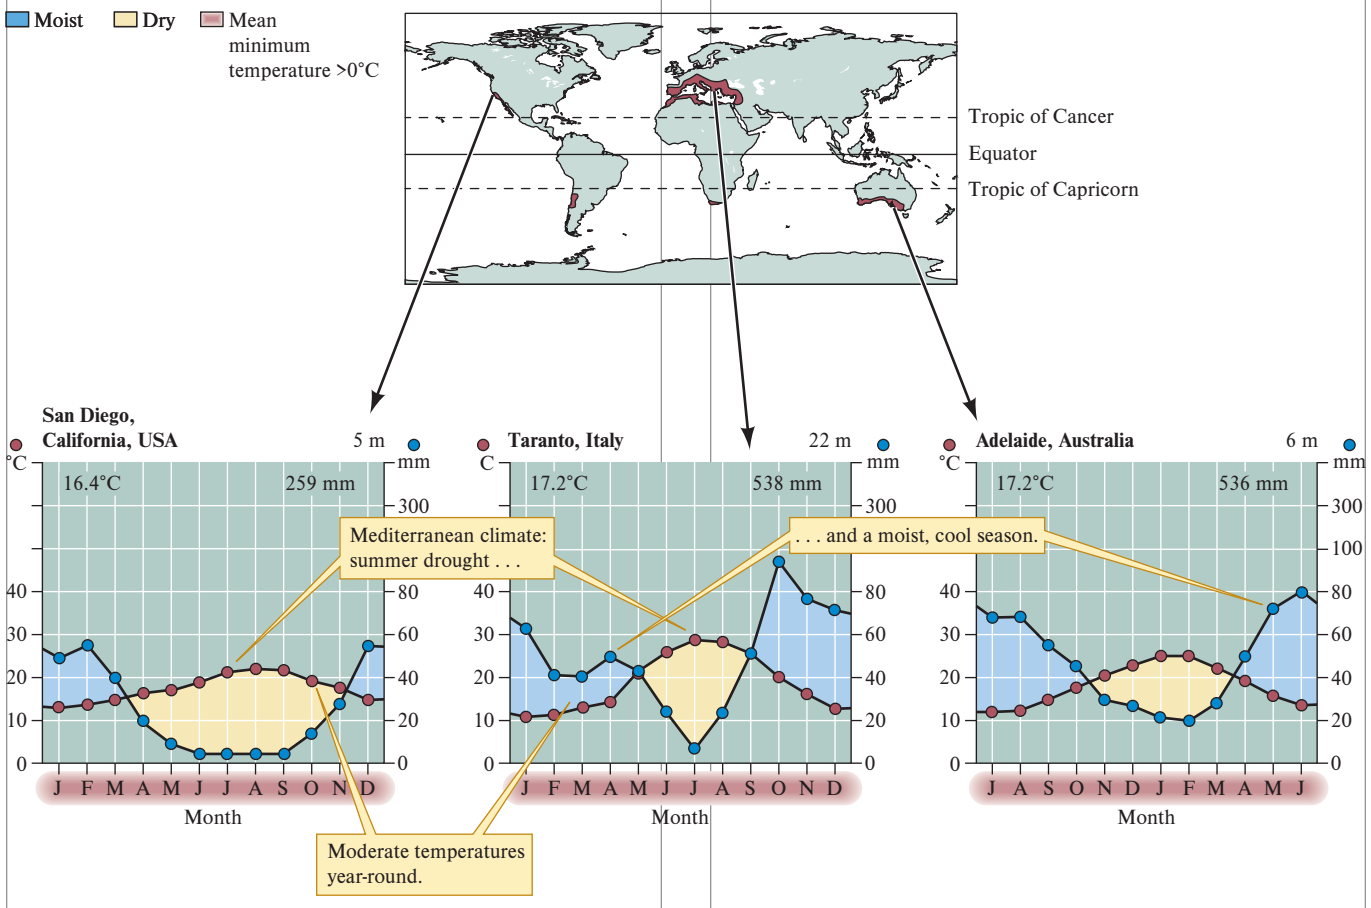 Moist Dry Mean
minimum
temperature >0°C
Tropic of Cancer
Equator
Tropic of Capricorn
San Diego,
California, USA 5 m
°C mm
16.4°C 259 mm
300
40 80
30 60
20 40
10 20
0 0
J F M A M J J A S O N D
Month
Taranto, Italy 22 m
C mm
17.2°C 538 mm
300
40 80
30 60
20 40
10 20
0 0
J F M A M J J A S O N D
Month
Adelaide, Australia 6 m
°C mm
17.2°C 536 mm
300
100
40 80
30 60
20 40
10 20
0 0
J A S O N D J F M A M J
Month
Mediterranean climate:
summer drought . . .
. . . and a moist, cool season.
Moderate temperatures
year-round.